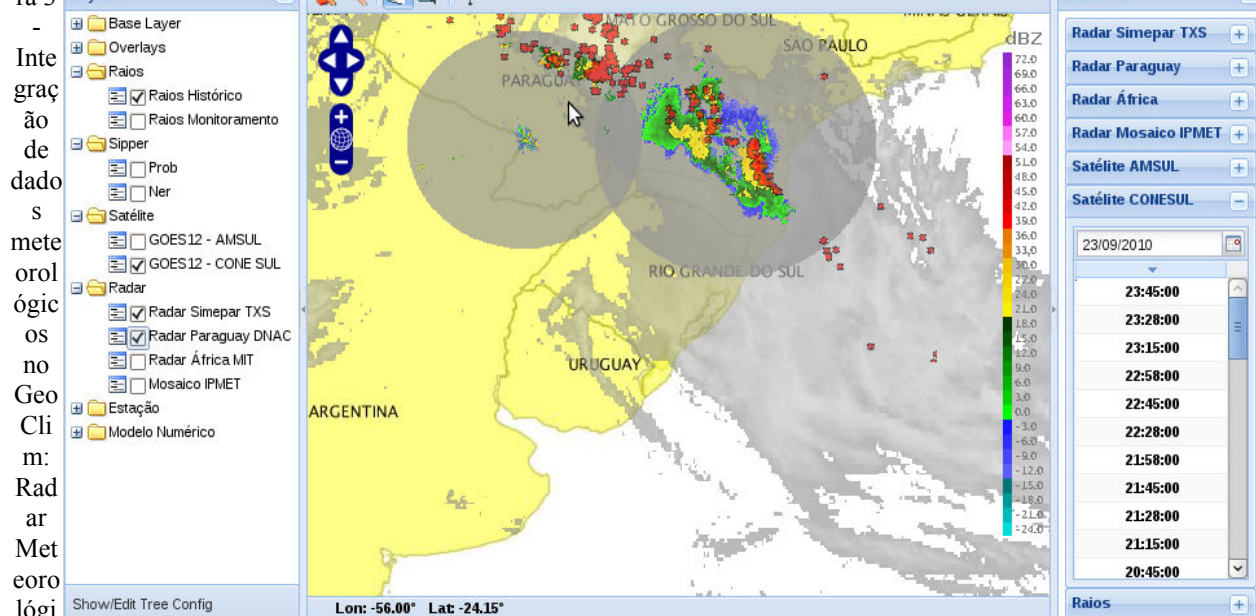 ra 3
-
Inte
graç
ão
de
dado
s
mete
orol
ógic
os
no
Geo
Cli
m:
Rad
ar
Met
eoro
lógi
Base Layer
Overlays
Raios
Raios Histórico
Raios Monitoramento
Sipper
Prob
Ner
Satélite
GOES12 - AMSUL
GOES12 - CONE SUL
Radar
Radar Simepar TXS
Radar Paraguay DNAC
Radar África MIT
Mosaico IPMET
Estação
Modelo Numérico
Show/Edit Tree Config
MATO GROSSO DO SUL
MINAS GERAIS
SAO PAULO
PARAGUAY
RIO GRANDE DO SUL
URUGUAY
ARGENTINA
dBZ
72.0
69.0
66.0
63.0
60.0
57.0
54.0
51.0
48.0
45.0
42.0
39.0
36.0
33,0
30.0
27.0
24.0
21.0
18.0
15.0
12.0
9.0
6.0
3.0
0.0
-3.0
-6.0
-9.0
-12.0
-15.0
-18.0
-21.0
-24.0
Lon: -56.00° Lat: -24.15°
Radar Simepar TXS
Radar Paraguay
Radar África
Radar Mosaico IPMET
Satélite AMSUL
Satélite CONESUL
23/09/2010
23:45:00
23:28:00
23:15:00
22:58:00
22:45:00
22:28:00
21:58:00
21:45:00
21:28:00
21:15:00
20:45:00
Raios